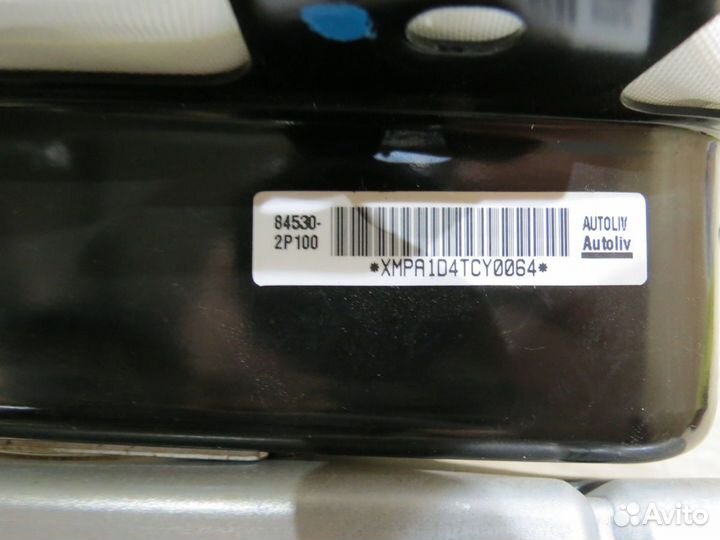 84530-
2P100
*XMPA1D4TCY0064*
AUTOLIV
Autoliv
Avito